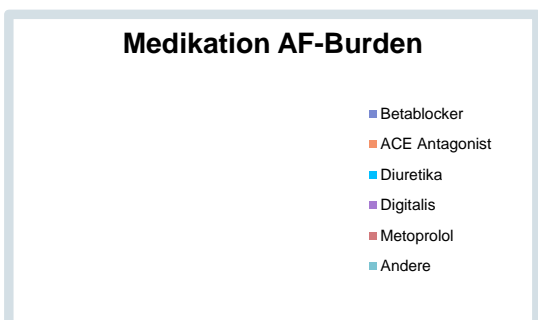 Medikation AF-Burden
Betablocker
ACE Antagonist
Diuretika
Digitalis
Metoprolol
Andere